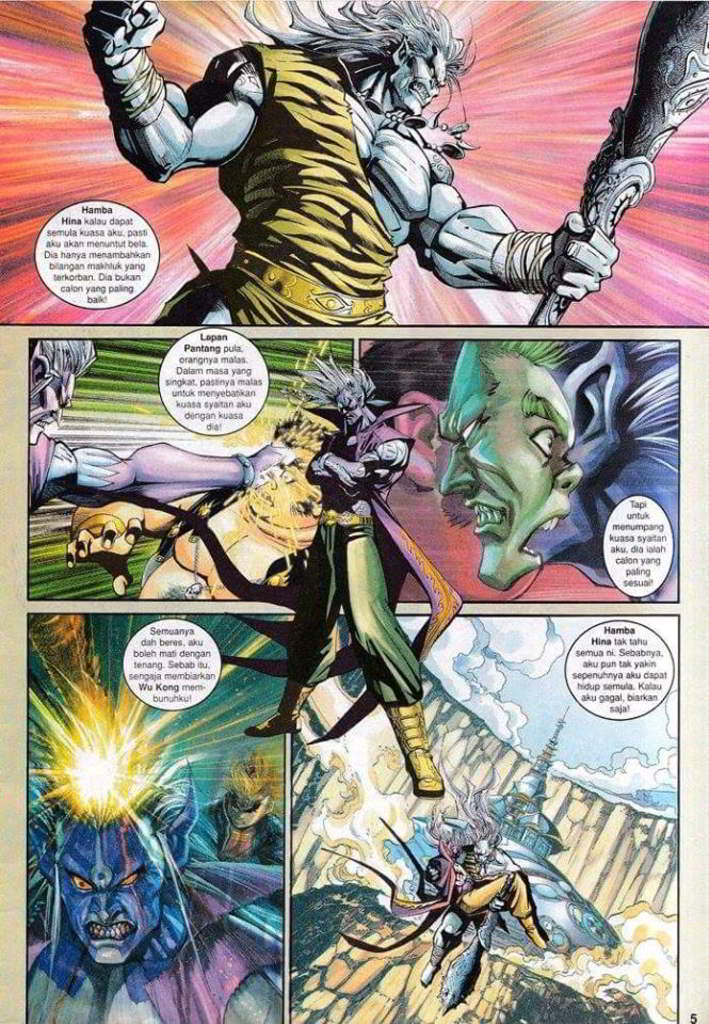 Hamba
Hina kalau dapat
semula kuasa aku, pasti
aku akan menuntut bela.
Dia hanya menambahkan
bilangan makhluk yang
terkorban. Dia bukan
calon yang paling
baik!
Lapan
Pantang pula,
orangnya malas.
Dalam masa yang
singkat, pastinya malas
untuk menyebatikan
kuasa syaitan aku
dengan kuasa
dia!
Tapi
untuk
menumpang
kuasa syaitan
aku, dia ialah
calon yang
paling
sesuai!
Semuanya
dah beres, aku
boleh mati dengan
tenang. Sebab itu,
sengaja membiarkan
Wu Kong mem-
bunuhku!
Hamba
Hina tak tahu
semua ni. Sebabnya,
aku pun tak yakin
sepenuhnya aku dapat
hidup semula. Kalau
aku gagal, biarkan
saja!
5